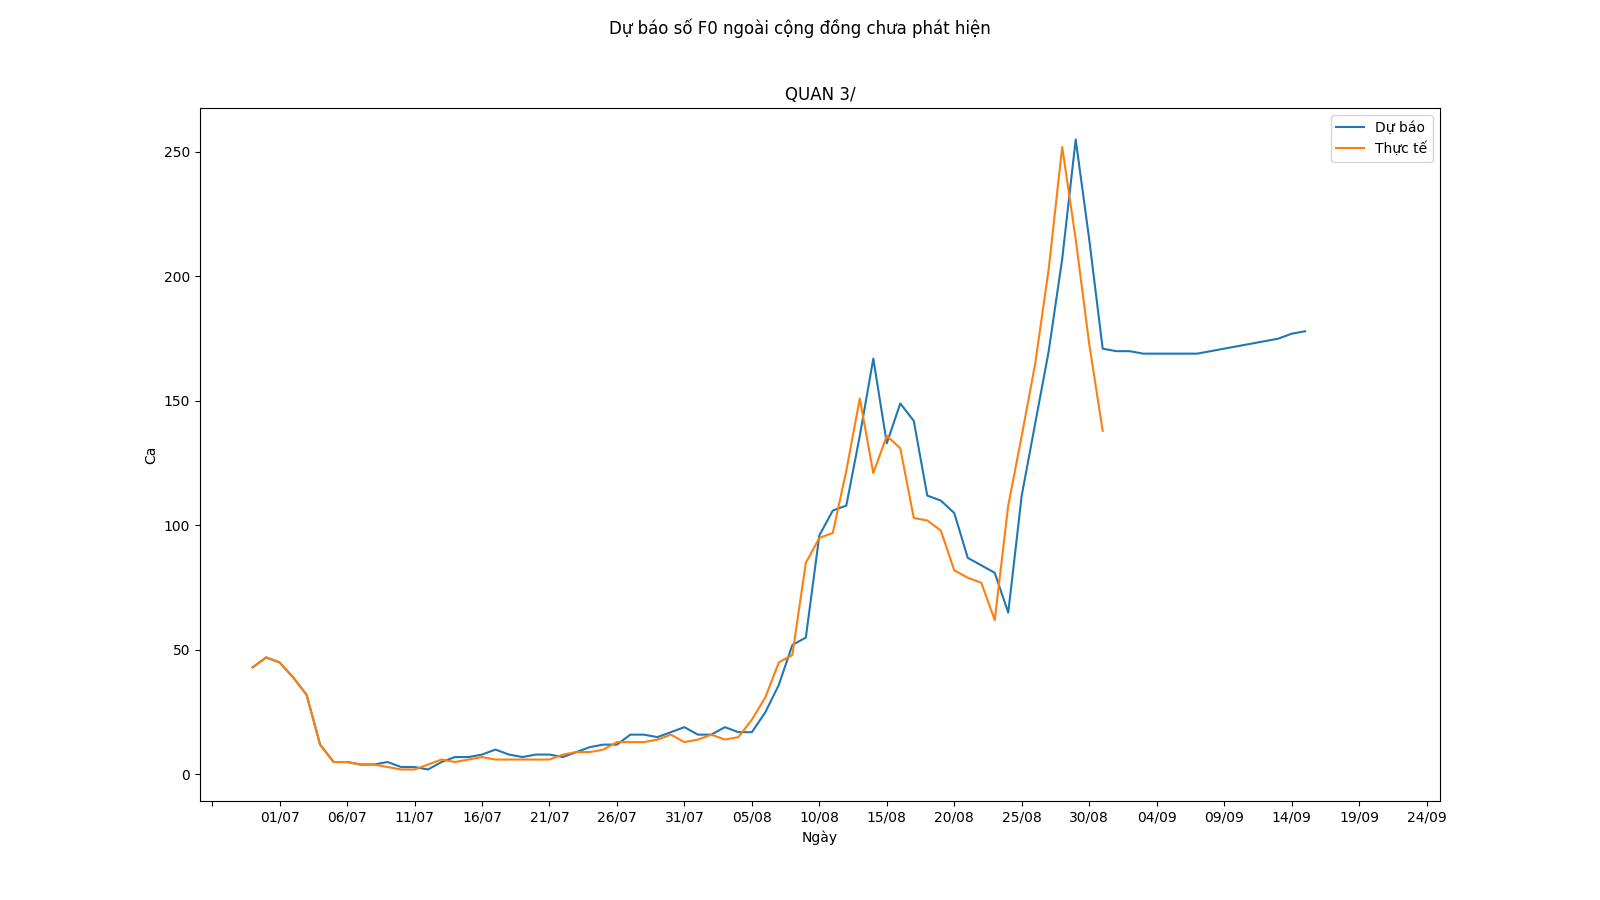 Dự báo số F0 ngoài cộng đồng chưa phát hiện
QUAN 3/
Dự báo
Thực tế
250
200
150
100
50
0
Ca
01/07 06/07 11/07 16/07 21/07 26/07 31/07 05/08 10/08 15/08 20/08 25/08 30/08 04/09 09/09 14/09 19/09 24/09
Ngày